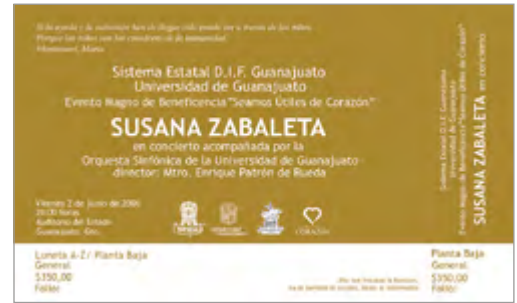 Montessori, María
Sistema Estatal D.I.F. Guanajuato
Universidad de Guanajuato
Evento Magno de Beneficencia "Seamos Útiles de Corazón"
SUSANA ZABALETA
en concierto acompañada por la
Orquesta Sinfónica de la Universidad de Guanajuato
director: Mtro. Enrique Patrón de Rueda
Viernes 2 de Junio de 2006
20:00 horas
Auditorio del Estado
Guanajuato, Gto.
CORAZÓN
Luneta A-Z/ Planta Baja
General
$350.00
Folio:
Sistema Estatal D.I.F. Guanajuato
Universidad de Guanajuato
Evento Magno de Beneficencia "Seamos Útiles de Corazón"
SUSANA ZABALETA en concierto
Planta Baja
General
$350.00
Folio: